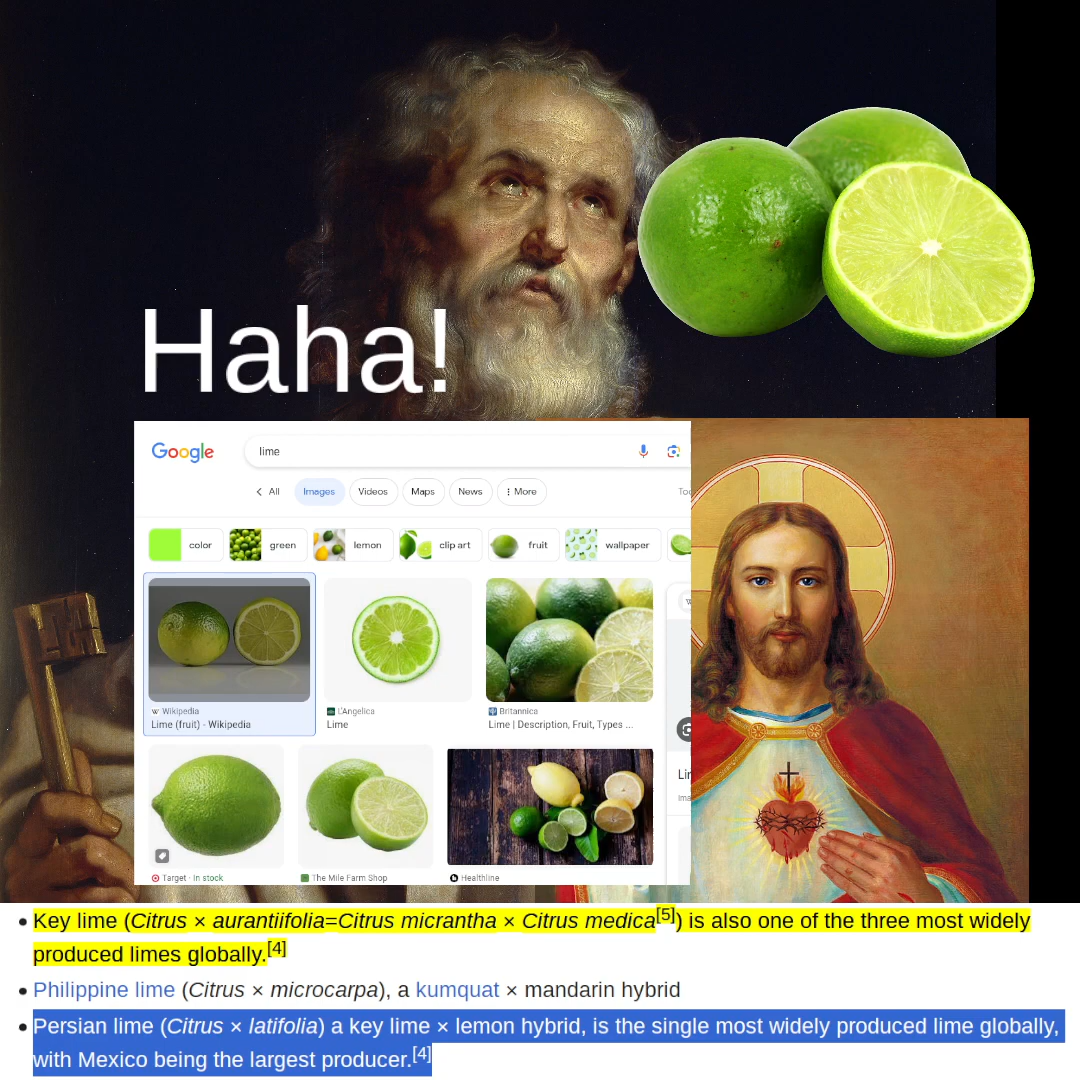 Haha!
Google
lime
All Images Videos Maps News More
color green lemon clip art fruit wallpaper
Wikipedia
Lime (fruit) - Wikipedia
L'Angelica
Lime
Britannica
Lime | Description, Fruit, Types ...
Target · In stock
The Mile Farm Shop
Healthline
Key lime (Citrus × aurantiifolia=Citrus micrantha × Citrus medica[5]) is also one of the three most widely
produced limes globally.[4]
Philippine lime (Citrus × microcarpa), a kumquat × mandarin hybrid
Persian lime (Citrus × latifolia) a key lime × lemon hybrid, is the single most widely produced lime globally,
with Mexico being the largest producer.[4]